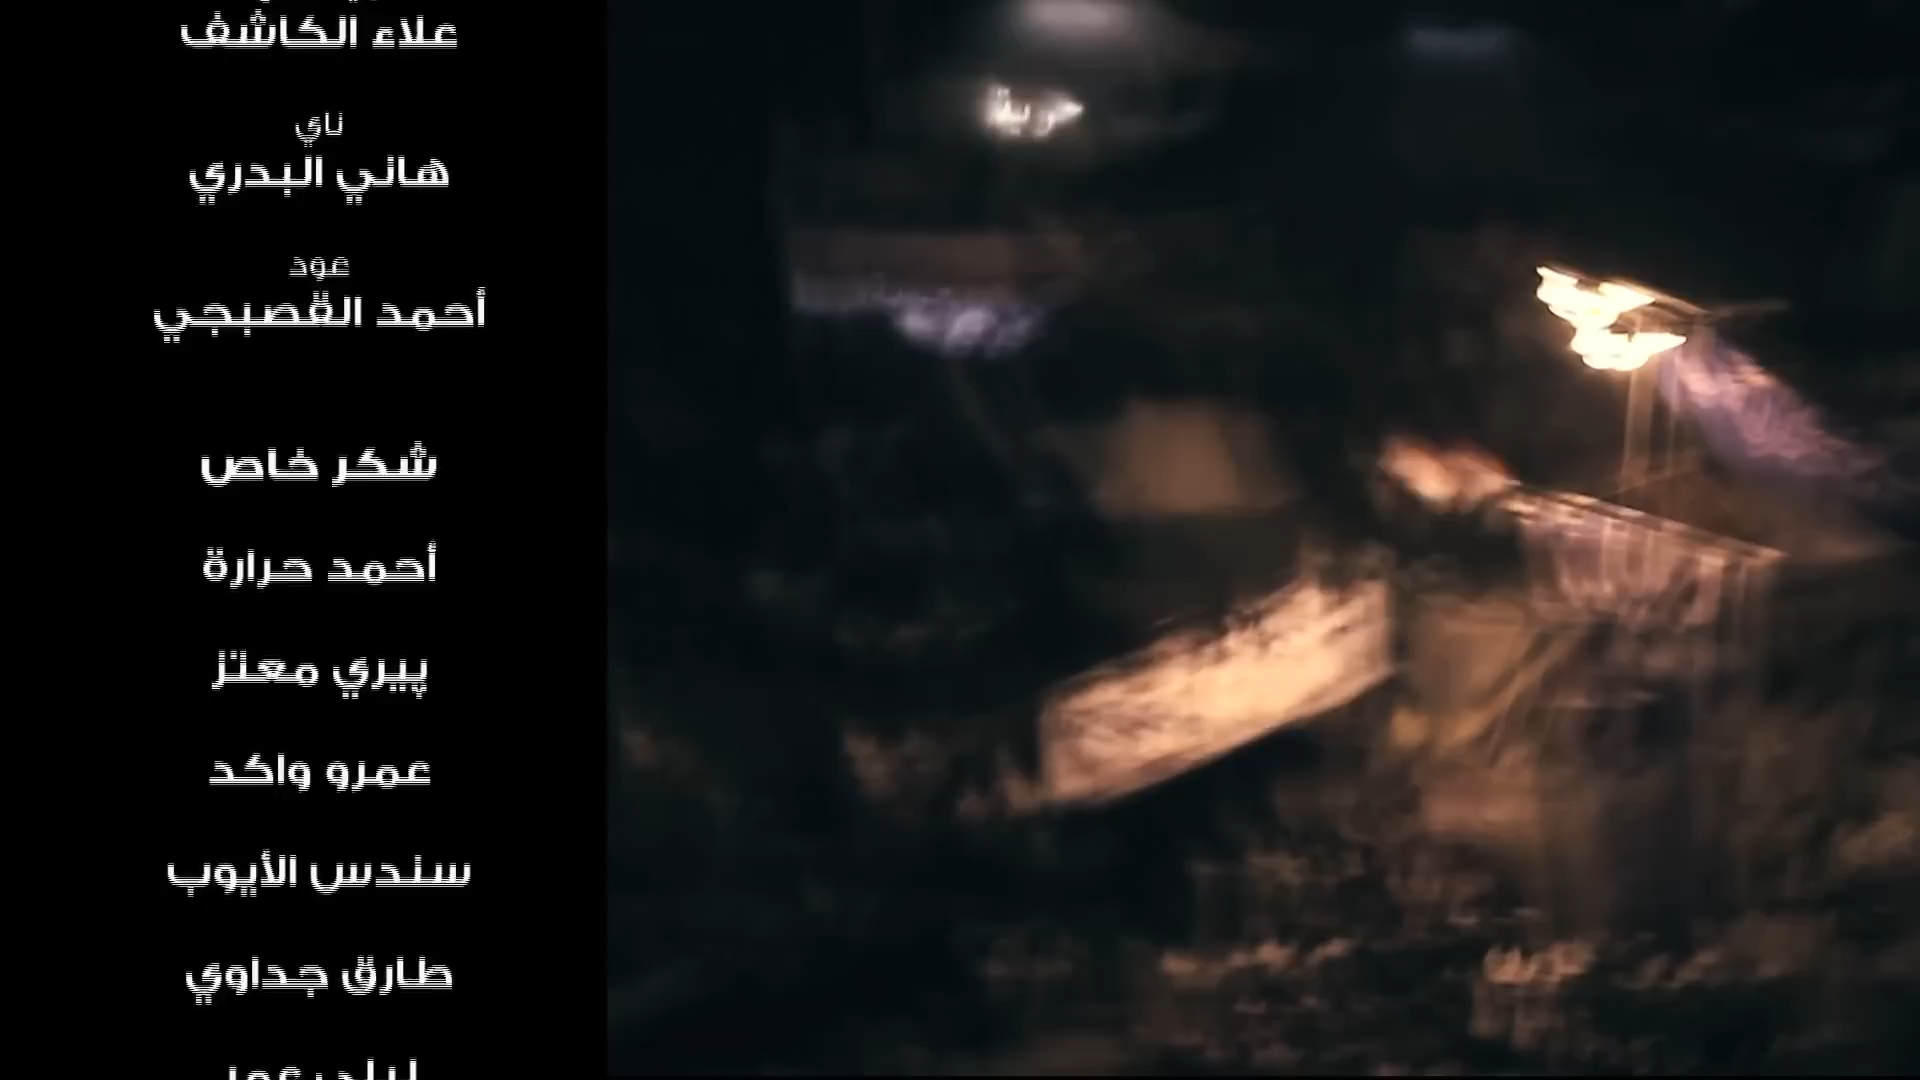 علاء الكاشف
ناي
هاني البدري
عود
أحمد القصبجي
شكر خاص
أحمد حرارة
پيري معتز
عمرو واكد
سندس الأيوب
طارق جداوي